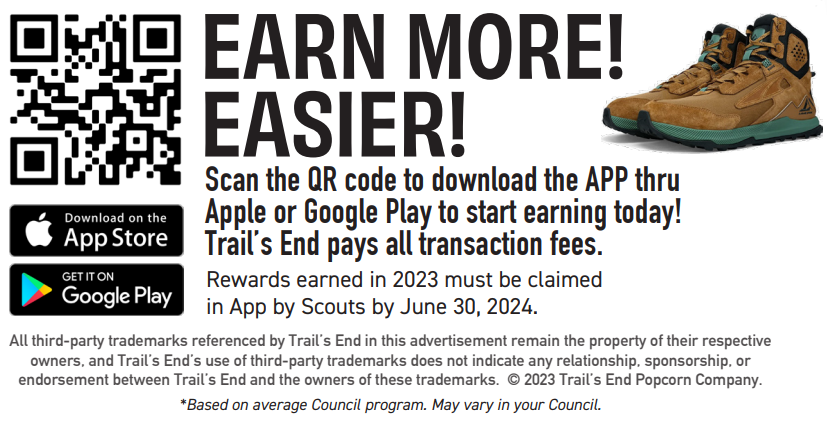 EARN MORE!
EASIER!
Scan the QR code to download the APP thru
Apple or Google Play to start earning today!
Trail's End pays all transaction fees.
Download on the
App Store
GET IT ON
Google Play
Rewards earned in 2023 must be claimed
in App by Scouts by June 30, 2024.
All third-party trademarks referenced by Trail's End in this advertisement remain the property of their respective
owners, and Trail's End's use of third-party trademarks does not indicate any relationship, sponsorship, or
endorsement between Trail's End and the owners of these trademarks. © 2023 Trail's End Popcorn Company.
*Based on average Council program. May vary in your Council.